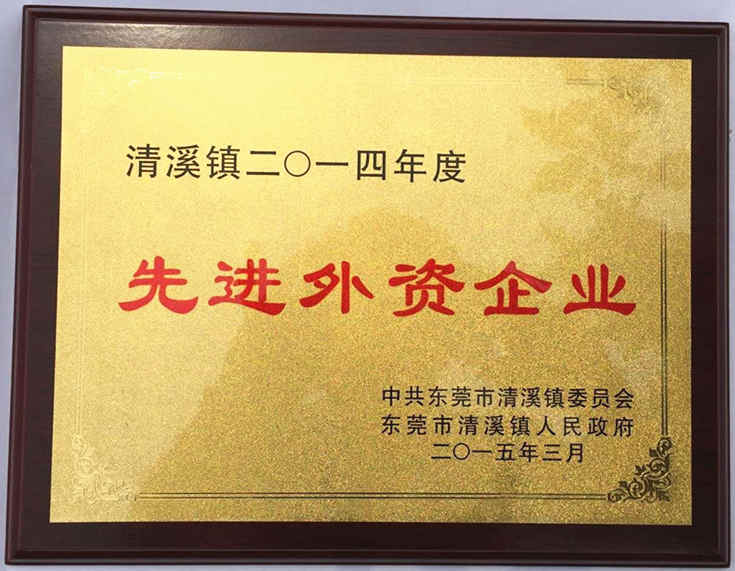 清溪镇二〇一四年度
先进外资企业
中共东莞市清溪镇委员会
东莞市清溪镇人民政府
二〇一五年三月